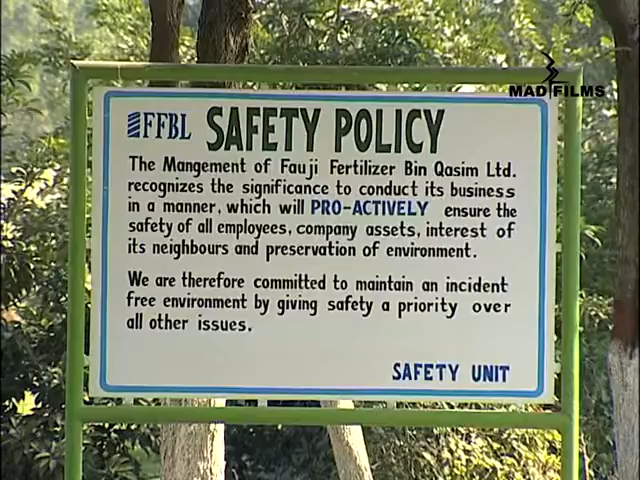 MAD FILMS
FFBL SAFETY POLICY
The Mangement of Fauji Fertilizer Bin Qasim Ltd.
recognizes the significance to conduct its business
in a manner, which will PRO-ACTIVELY ensure the
safety of all employees, company assets, interest of
its neighbours and preservation of environment.
We are therefore committed to maintain an incident
free environment by giving safety a priority over
all other issues.
SAFETY UNIT